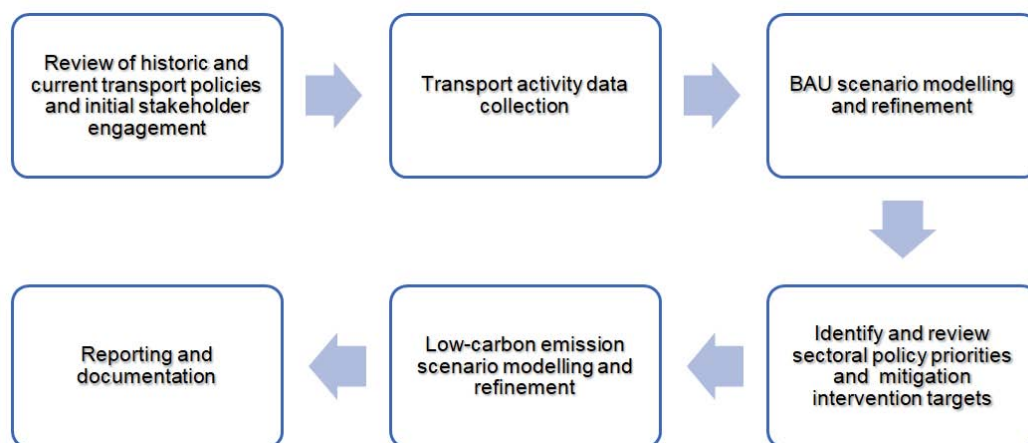 Review of historic and
current transport policies
and initial stakeholder
engagement
Transport activity data
collection
BAU scenario modelling
and refinement
Identify and review
sectoral policy priorities
and mitigation
intervention targets
Low-carbon emission
scenario modelling and
refinement
Reporting and
documentation